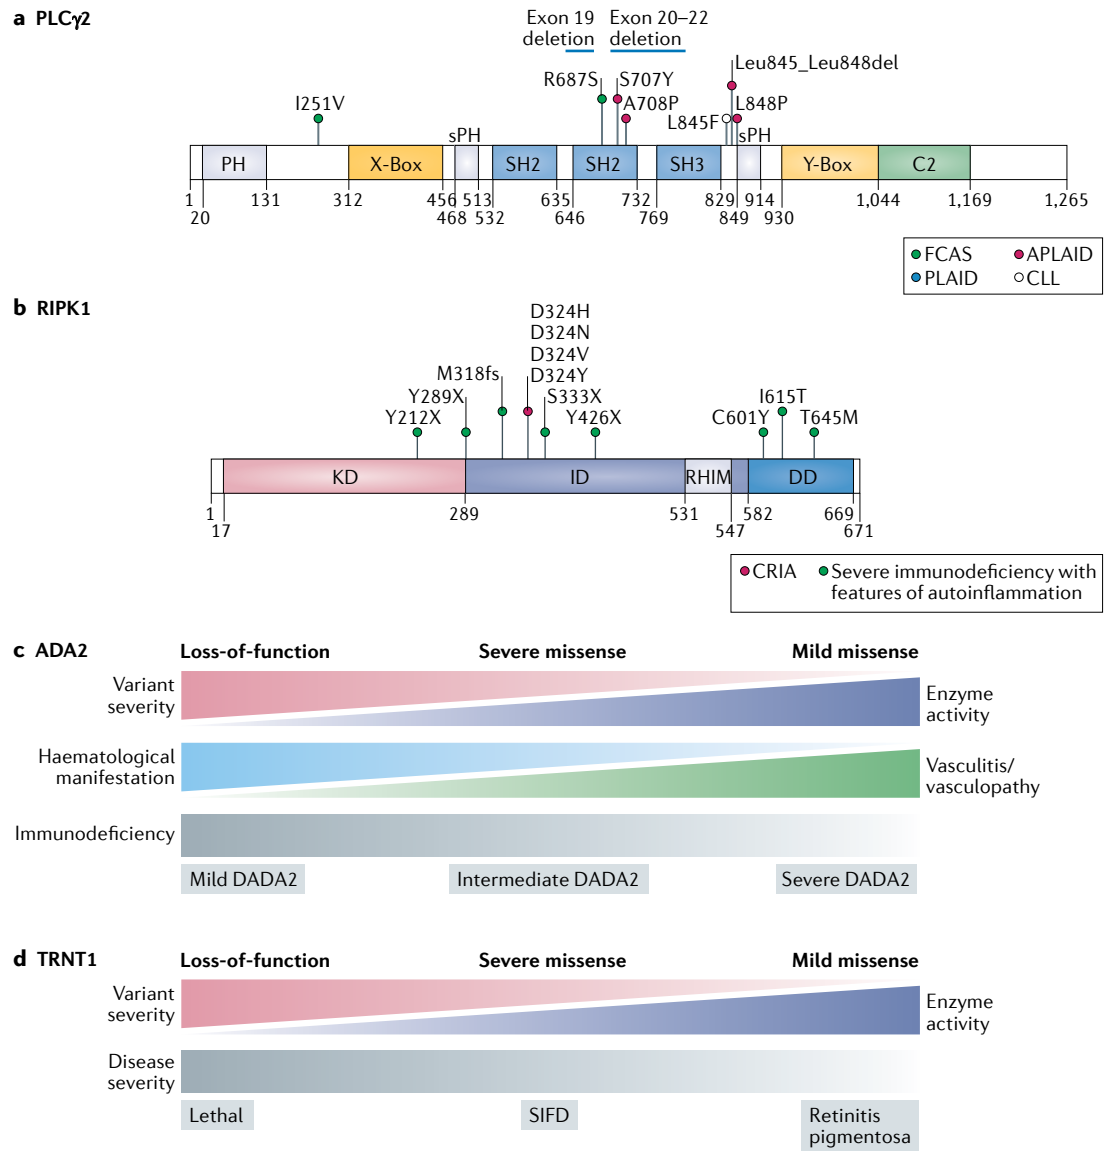 a PLCγ2
Exon 19
deletion
Exon 20–22
deletion
Leu845_Leu848del
R687S
S707Y
I251V
A708P
L848P
L845F
sPH
sPH
PH
X-Box
SH2
SH2
SH3
Y-Box
C2
1
131
312
456
513
635
732
829
914
1,044
1,169
1,265
20
468
532
646
769
849
930
FCAS
APLAID
PLAID
CLL
b RIPK1
D324H
D324N
D324V
D324Y
M318fs
Y289X
S333X
I615T
Y212X
Y426X
C601Y
T645M
KD
ID
RHIM
DD
1
289
531
582
669
17
547
671
CRIA
Severe immunodeficiency with
features of autoinflammation
c ADA2
Loss-of-function
Severe missense
Mild missense
Variant
severity
Enzyme
activity
Haematological
manifestation
Vasculitis/
vasculopathy
Immunodeficiency
Mild DADA2
Intermediate DADA2
Severe DADA2
d TRNT1
Loss-of-function
Severe missense
Mild missense
Variant
severity
Enzyme
activity
Disease
severity
Lethal
SIFD
Retinitis
pigmentosa